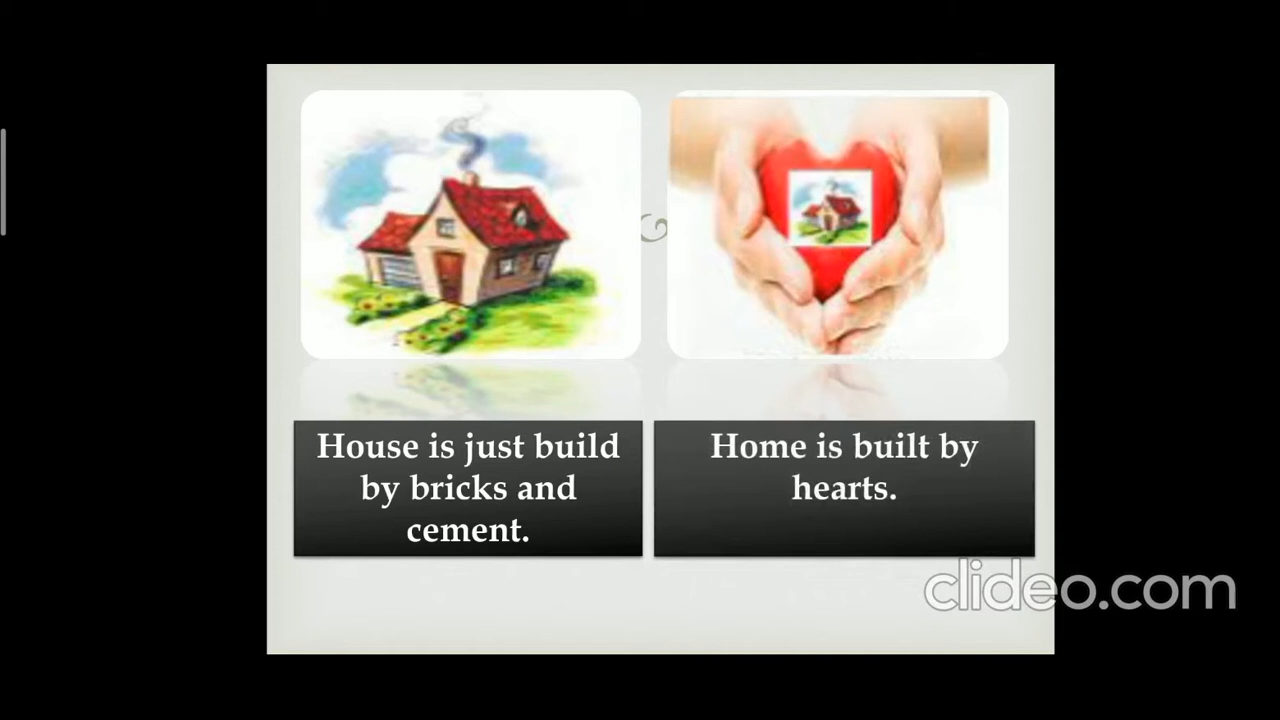 House is just build
by bricks and
cement.
Home is built by
hearts.
clideo.com